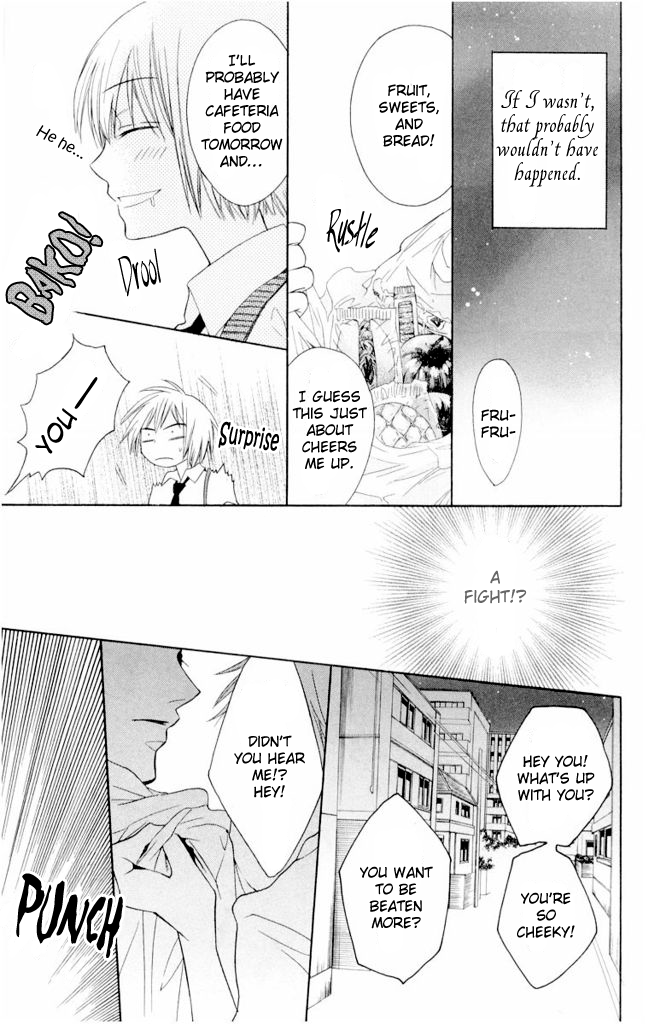 If I wasn't,
that probably
wouldn't have
happened.
FRU-
FRU-
FRUIT,
SWEETS,
AND
BREAD!
Rustle
I GUESS
THIS JUST
ABOUT
CHEERS
ME UP.
I'LL
PROBABLY
HAVE
CAFETERIA
FOOD
TOMORROW
AND...
He he...
Drool
BAKO!
YOU —
Surprise
A
FIGHT!?
HEY YOU!
WHAT'S UP
WITH YOU?
YOU'RE
SO
CHEEKY!
YOU WANT
TO BE
BEATEN
MORE?
DIDN'T
YOU HEAR
ME!?
HEY!
PUNCH